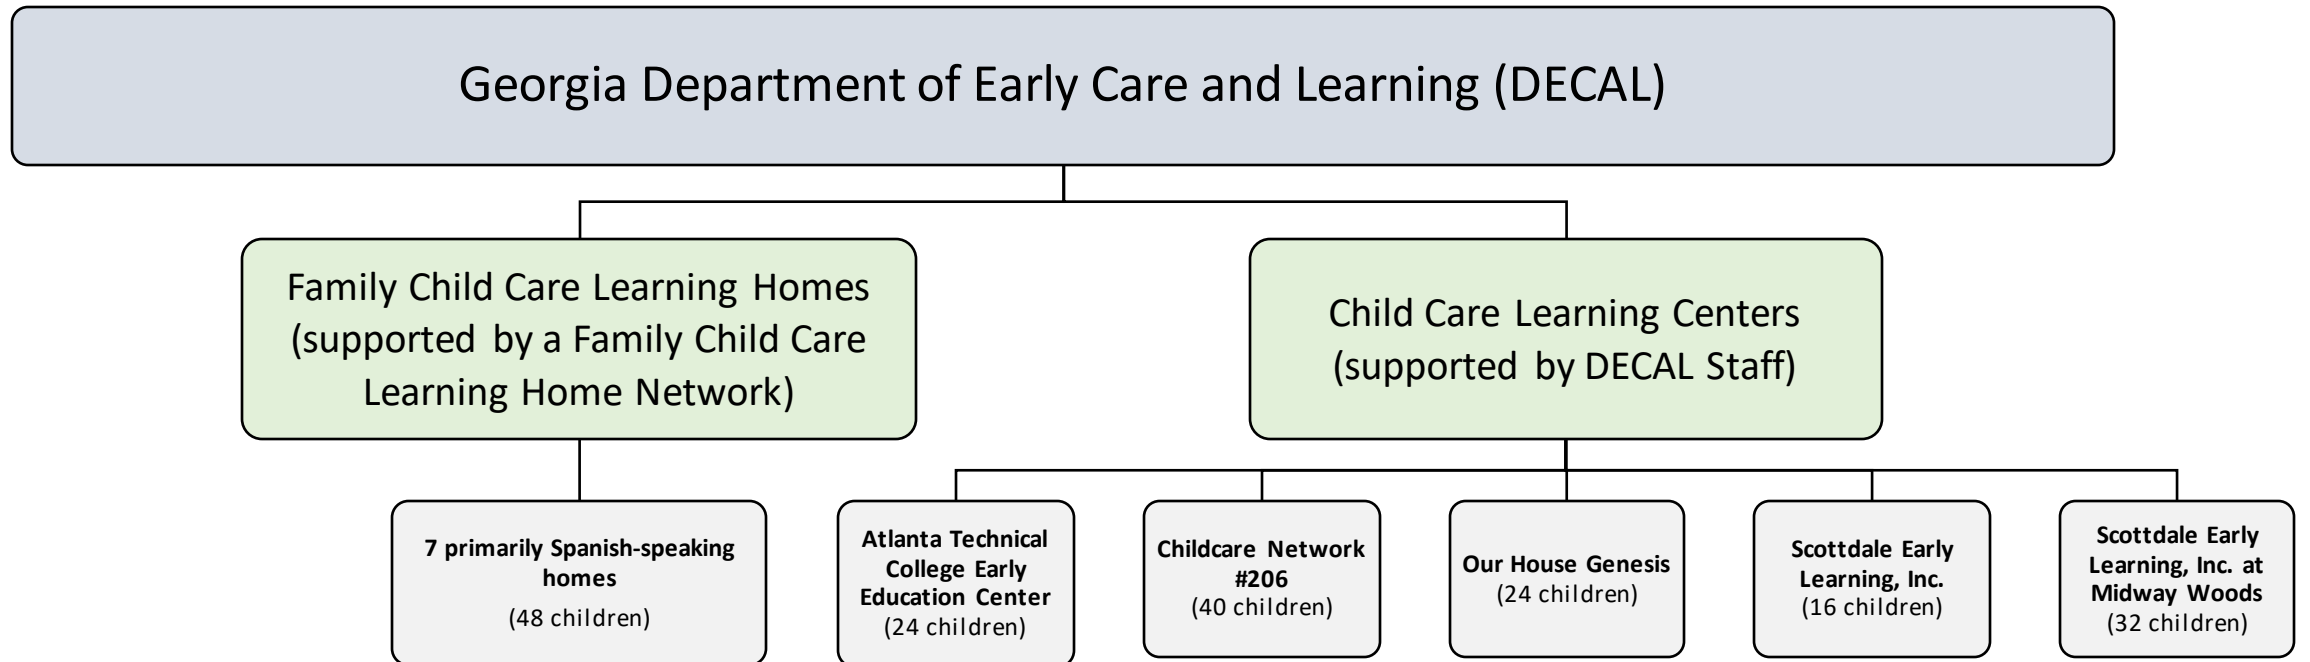 Georgia Department of Early Care and Learning (DECAL)
Family Child Care Learning Homes
(supported by a Family Child Care
Learning Home Network)
Child Care Learning Centers
(supported by DECAL Staff)
7 primarily Spanish-speaking
homes
(48 children)
Atlanta Technical
College Early
Education Center
(24 children)
Childcare Network
#206
(40 children)
Our House Genesis
(24 children)
Scottdale Early
Learning, Inc.
(16 children)
Scottdale Early
Learning, Inc. at
Midway Woods
(32 children)